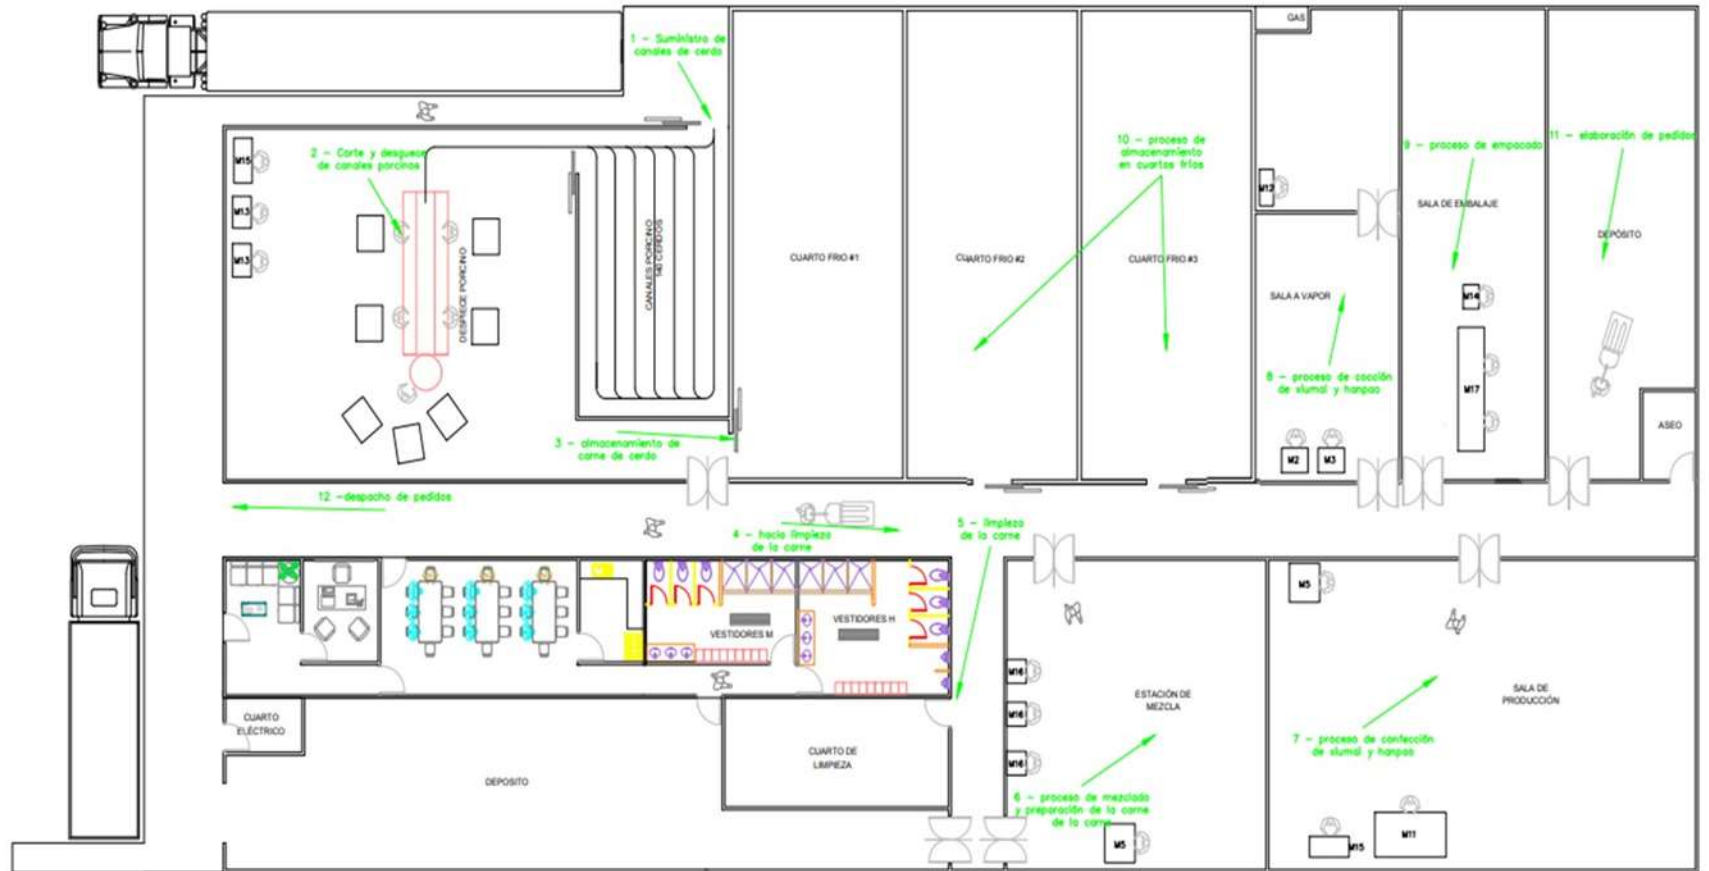 1 - Suministro de
canales de cerdo
GAS
M15
2 - Corte y desguece
de canales porcinos
M13
M13
DESPIECE PORCINO
CANALES PORCINO
140 CERDOS
10 - proceso de
almacenamiento
en cuartos fríos
9 - proceso de empacado
11 - elaboración de pedidos
M12
SALA DE EMBALAJE
DEPÓSITO
CUARTO FRIO #1
CUARTO FRIO #2
CUARTO FRIO #3
SALA A VAPOR
M14
8 - proceso de cocción
de xiumai y hanpao
M17
3 - almacenamiento de
carne de cerdo
M2
M3
ASEO
12 -despacho de pedidos
4 - hacia limpieza
de la carne
5 - limpieza
de la carne
M5
VESTIDORES M
VESTIDORES H
M16
M16
M16
ESTACIÓN DE
MEZCLA
SALA DE
PRODUCCIÓN
CUARTO
ELÉCTRICO
7 - proceso de confección
de xiumai y hanpao
CUARTO DE
LIMPIEZA
DEPOSITO
6 - proceso de mezclado
y preparación de la carne
de la carne
M5
M15
M11